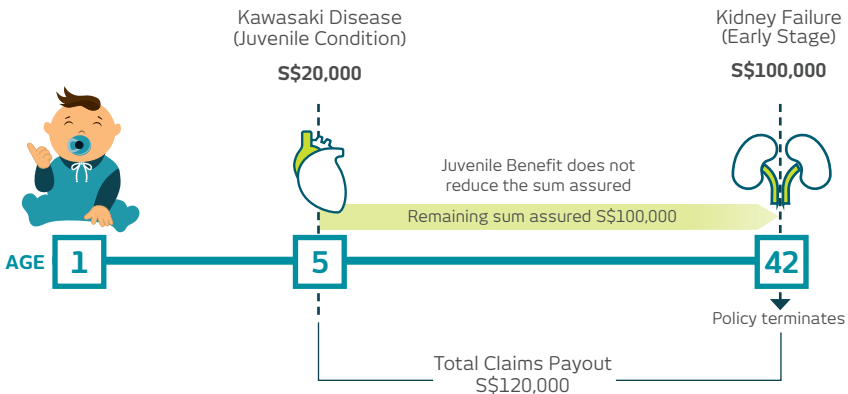 Kawasaki Disease
(Juvenile Condition)
S$20,000
Kidney Failure
(Early Stage)
S$100,000
Juvenile Benefit does not
reduce the sum assured
Remaining sum assured S$100,000
AGE 1 5 42
Policy terminates
Total Claims Payout
S$120,000